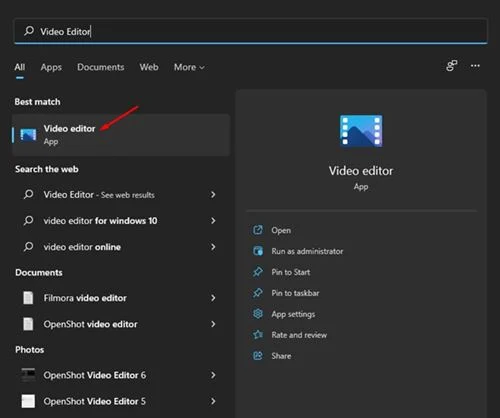 Video Editor
All Apps Documents Web More
Best match
Video editor
App
Search the web
Video Editor - See web results
video editor for windows 10
video editor online
Documents
Filmora video editor
OpenShot video editor
Photos
OpenShot Video Editor 6
OpenShot Video Editor 5
Video editor
App
Open
Run as administrator
Pin to Start
Pin to taskbar
App settings
Rate and review
Share